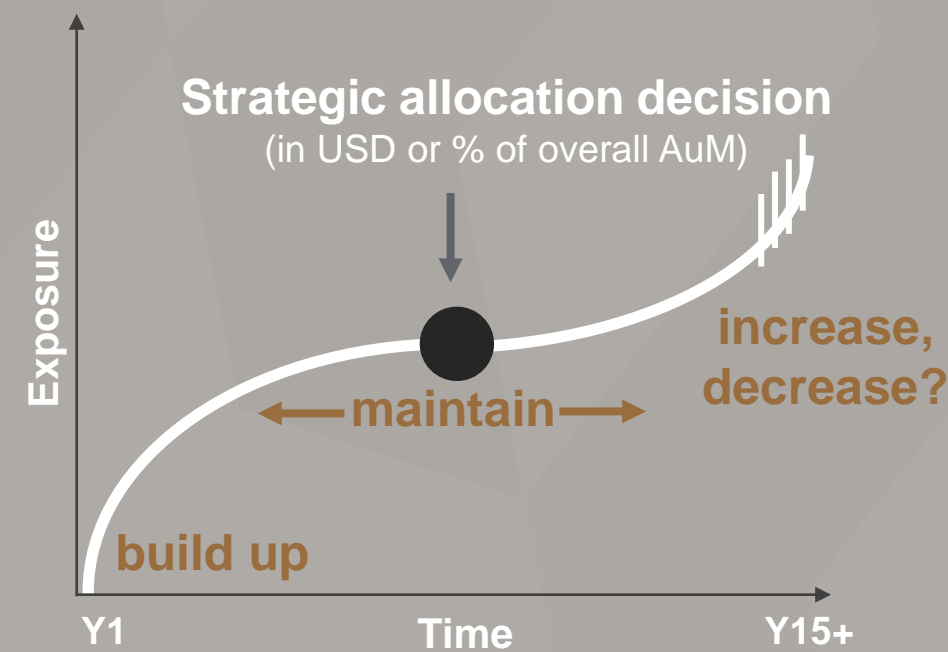 Strategic allocation decision
(in USD or % of overall AuM)
Exposure
increase,
decrease?
maintain
build up
Y1
Time
Y15+